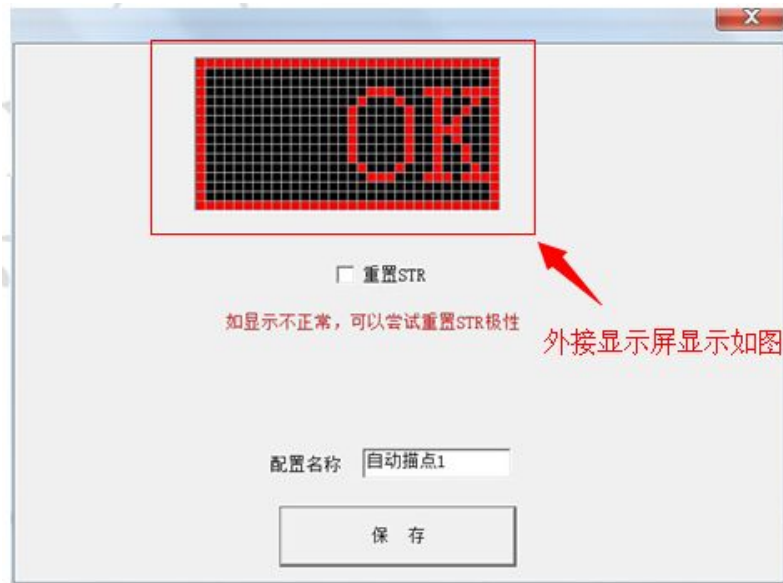 OK
重置STR
如显示不正常，可以尝试重置STR极性
外接显示屏显示如图
配置名称 自动描点1
保 存